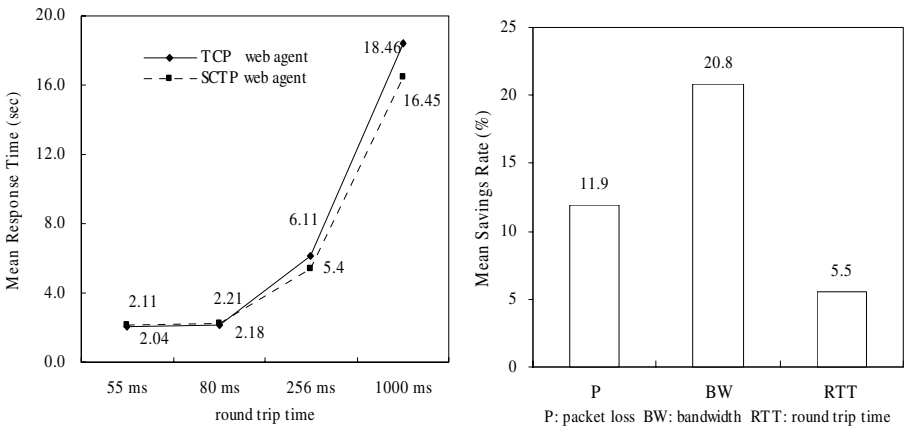 20.0
16.0
12.0
8.0
4.0
0.0
Mean Response Time (sec)
TCP web agent
SCTP web agent
18.46
16.45
6.11
5.4
2.11
2.21
2.04
2.18
55 ms 80 ms 256 ms 1000 ms
round trip time
25
20
15
10
5
0
Mean Savings Rate (%)
11.9
20.8
5.5
P BW RTT
P: packet loss BW: bandwidth RTT: round trip time